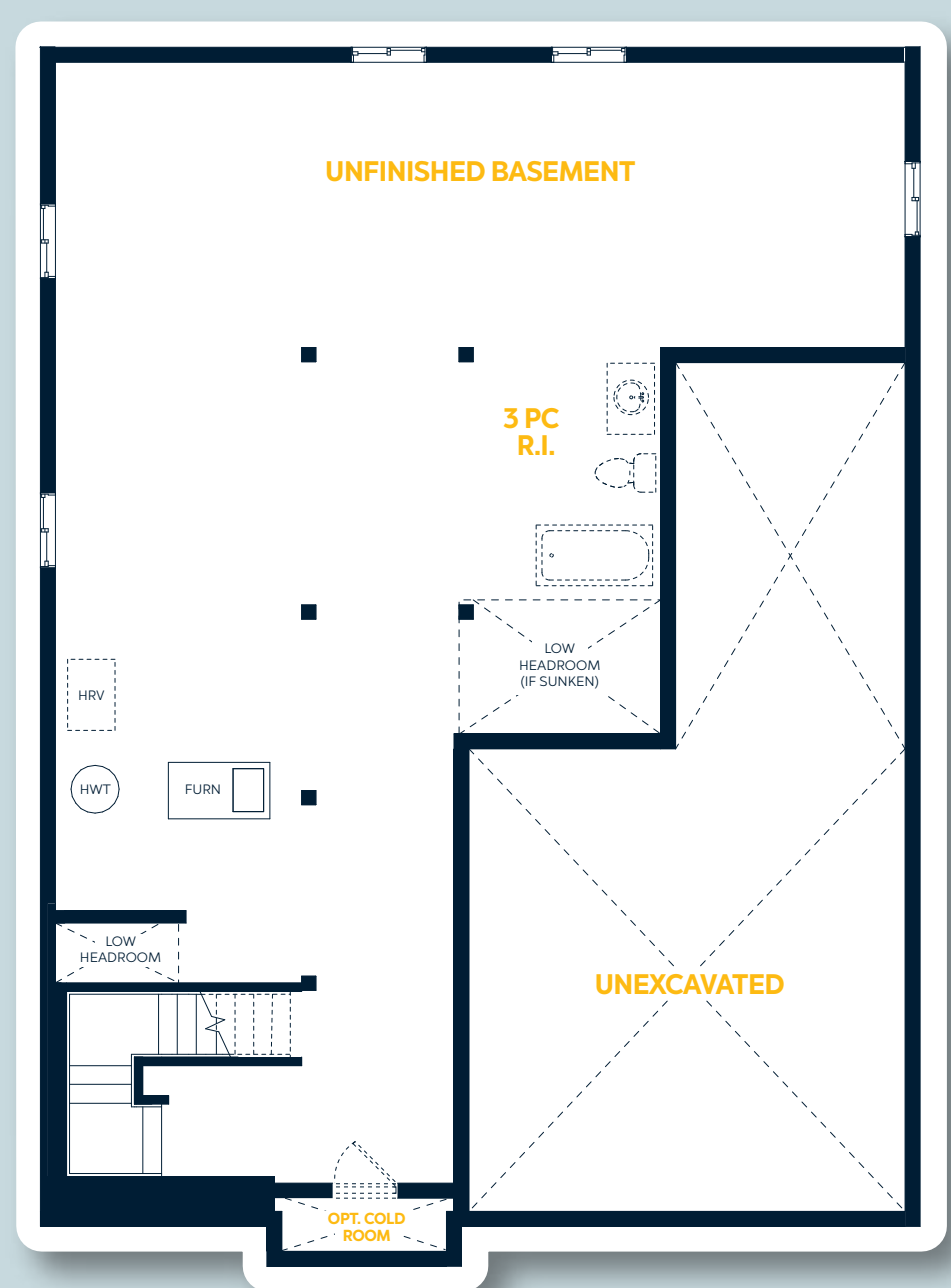 UNFINISHED BASEMENT
3 PC
R.I.
LOW
HEADROOM
(IF SUNKEN)
HRV
HWT
FURN
LOW
HEADROOM
UNEXCAVATED
OPT. COLD
ROOM